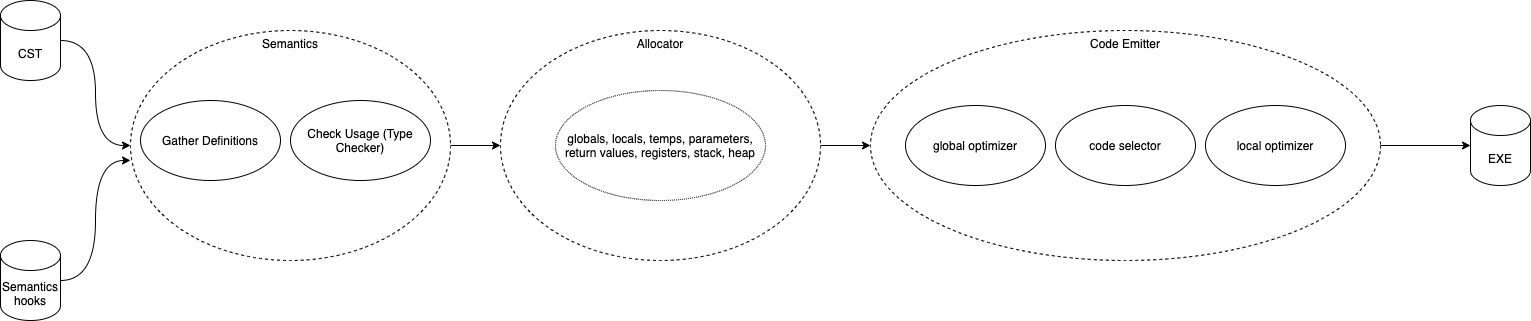 CST
Semantics
hooks
Semantics
Gather Definitions
Check Usage (Type
Checker)
Allocator
globals, locals, temps, parameters,
return values, registers, stack, heap
Code Emitter
global optimizer
code selector
local optimizer
EXE